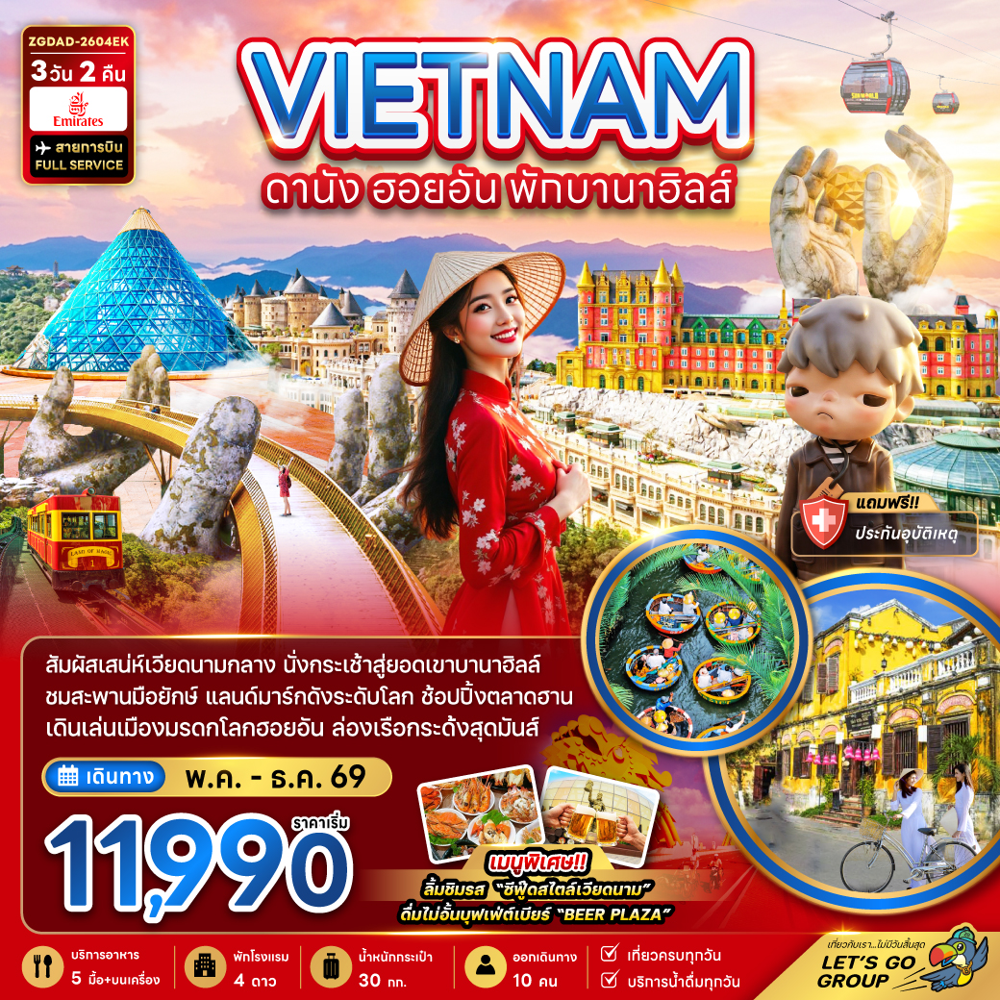 ZGDAD-2604EK
3 วัน 2 คืน
Emirates
สายการบิน
FULL SERVICE
VIETNAM
ดานัง ฮอยอัน พักบานาฮิลส์
SUN WORLD
LAND OF MAGIC
1
แถมฟรี!!
ประกันอุบัติเหตุ
สัมผัสเสน่ห์เวียดนามกลาง นั่งกระเช้าสู่ยอดเขาบานาฮิลล์
ชมสะพานมือยักษ์ แลนด์มาร์กดังระดับโลก ช้อปปิ้งตลาดฮาน
เดินเล่นเมืองมรดกโลกฮอยอัน ล่องเรือกระด้งสุดมันส์
เดินทาง พ.ค. - ธ.ค. 69
ราคาเริ่ม
11,990
เมนูพิเศษ!!
ลิ้มชิมรส "ซีฟู๊ดสไตล์เวียดนาม"
ดื่มไม่อั้นบุฟเฟ่ต์เบียร์ "BEER PLAZA"
บริการอาหาร
5 มื้อ+บนเครื่อง
พักโรงแรม
4 ดาว
น้ำหนักกระเป๋า
30 กก.
ออกเดินทาง
10 คน
เที่ยวครบทุกวัน
บริการน้ำดื่มทุกวัน
เที่ยวกับเรา...ไม่มีวันสิ้นสุด
LET'S GO
GROUP